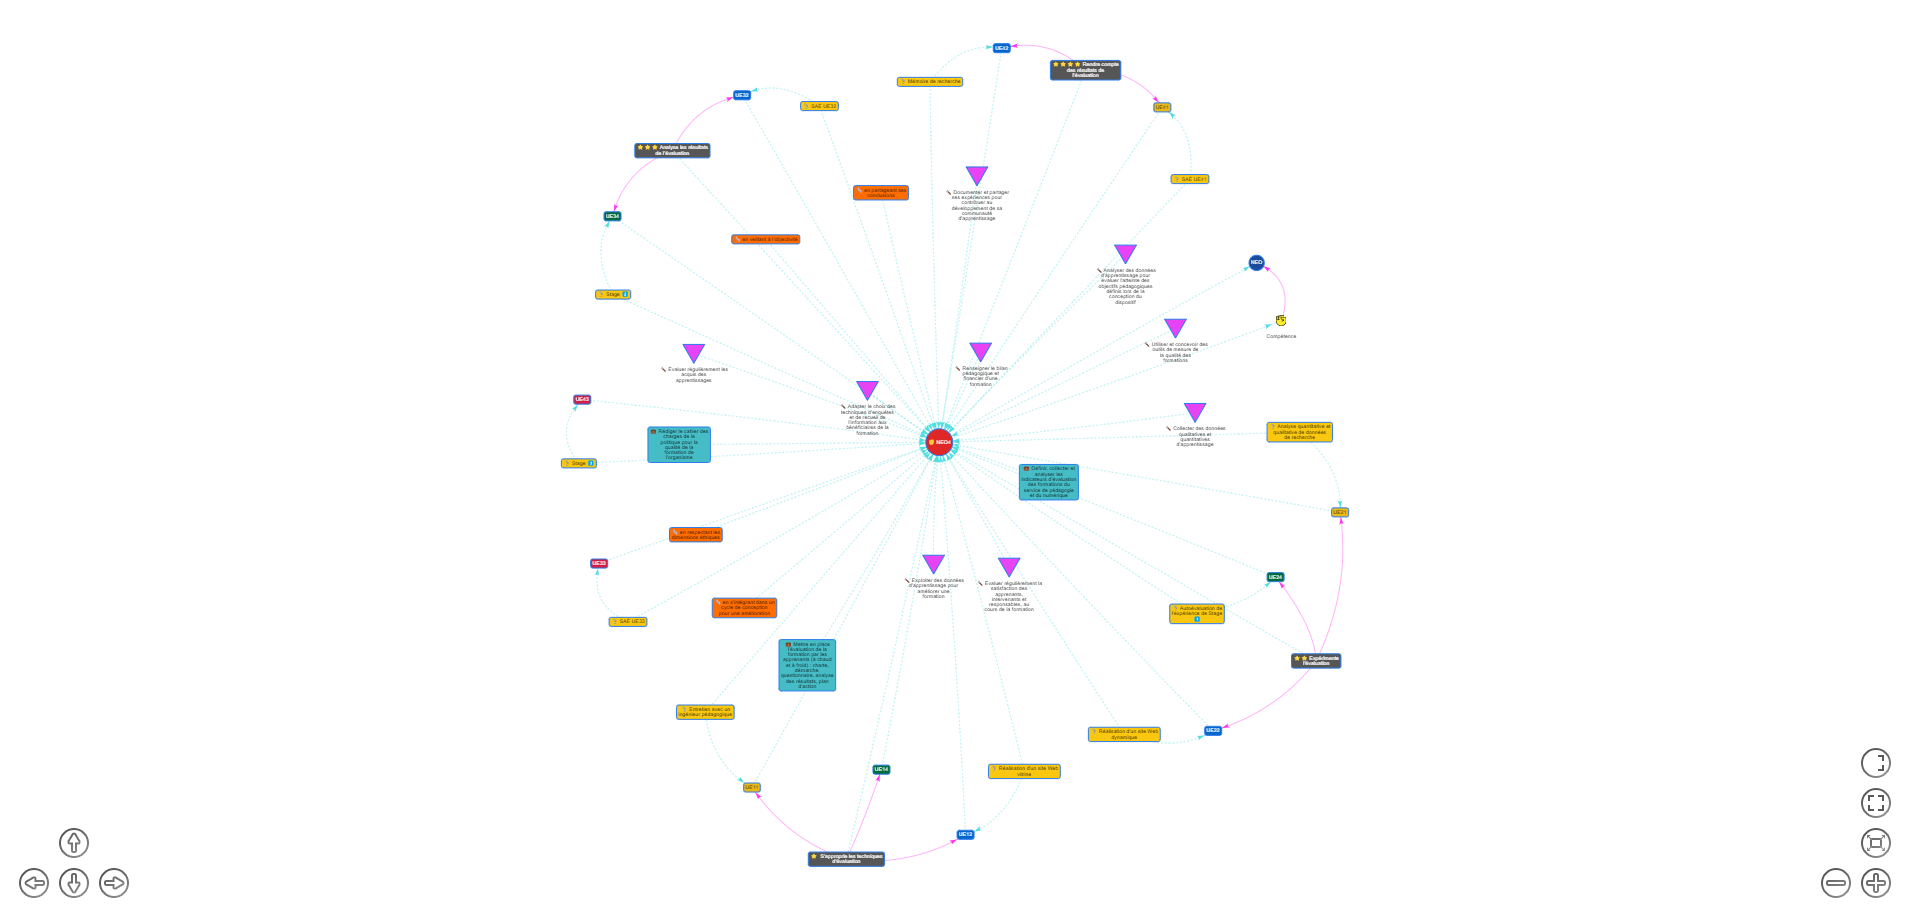 UE42
⭐⭐⭐⭐ Rendre compte
des résultats de
l'évaluation
Mémoire de recherche
UE32
SAÉ UE32
UE41
⭐⭐⭐ Analyse les résultats
de l'évaluation
SAÉ UE41
en partageant ses
conclusions
Documenter et partager
ses expériences pour
contribuer au
développement de sa
communauté
d'apprentissage
UE34
en veillant à l'objectivité
NEO
Analyser des données
d'apprentissage pour
évaluer l'atteinte des
objectifs pédagogiques
définis lors de la
conception du
dispositif
Stage
Compétence
Utiliser et concevoir des
outils de mesure de
la qualité des
formations
Évaluer régulièrement les
acquis des
apprentissages
Renseigner le bilan
pédagogique et
financier d'une
formation
UE43
Adapter le choix des
techniques d'enquêtes
et de recueil de
l'information aux
bénéficiaires de la
formation
Rédiger le cahier des
charges de la
politique pour la
qualité de la
formation de
l'organisme
NEO4
Collecter des données
qualitatives et
quantitatives
d'apprentissage
Analyse quantitative et
qualitative de données
de recherche
Stage
Définir, collecter et
analyser les
indicateurs d'évaluation
des formations du
service de pédagogie
et du numérique
UE21
en respectant les
dimensions éthiques
UE33
UE24
Exploiter des données
d'apprentissage pour
améliorer une
formation
Évaluer régulièrement la
satisfaction des
apprenants,
intervenants et
responsables, au
cours de la formation
en s'intégrant dans un
cycle de conception
pour une amélioration
Autoévaluation de
l'expérience de Stage
SAÉ UE33
Mettre en place
l'évaluation de la
formation par les
apprenants (à chaud
et à froid) : charte,
démarche,
questionnaire, analyse
des résultats, plan
d'action
⭐⭐ Expérimente
l'évaluation
Entretien avec un
ingénieur pédagogique
Réalisation d'un site Web
dynamique
UE22
UE14
Réalisation d'un site Web
vitrine
UE11
UE12
⭐ S'approprie les techniques
d'évaluation